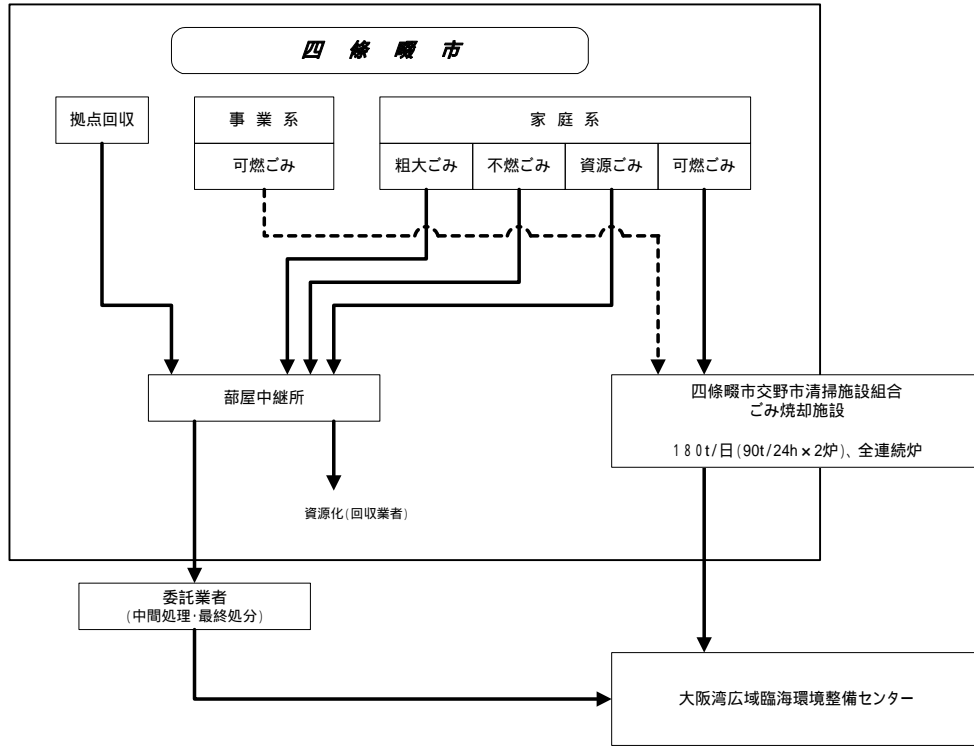 四 條 畷 市
拠点回収
事 業 系
可燃ごみ
家 庭 系
粗大ごみ
不燃ごみ
資源ごみ
可燃ごみ
蔀屋中継所
四條畷市交野市清掃施設組合
ごみ焼却施設
180t/日(90t/24h×2炉)、全連続炉
資源化(回収業者)
委託業者
(中間処理・最終処分)
大阪湾広域臨海環境整備センター